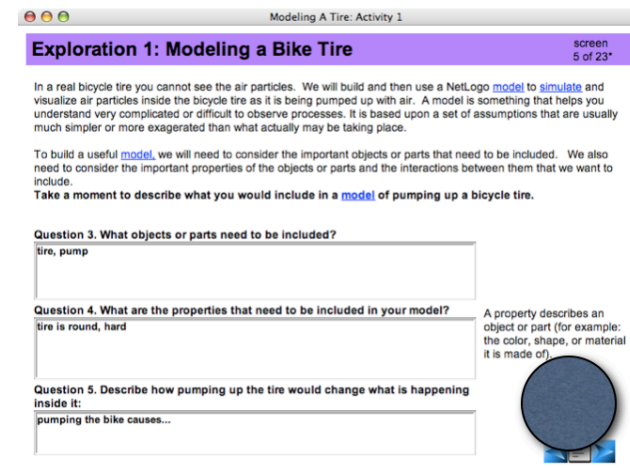 Modeling A Tire: Activity 1
Exploration 1: Modeling a Bike Tire
screen
5 of 23*
In a real bicycle tire you cannot see the air particles. We will build and then use a NetLogo model to simulate and
visualize air particles inside the bicycle tire as it is being pumped up with air. A model is something that helps you
understand very complicated or difficult to observe processes. It is based upon a set of assumptions that are usually
much simpler or more exagerated than what actually may be taking place.
To build a useful model, we will need to consider the important objects or parts that need to be included. We also
need to consider the important properties of the objects or parts and the interactions between them that we want to
include.
Take a moment to describe what you would include in a model of pumping up a bicycle tire.
Question 3. What objects or parts need to be included?
tire, pump
Question 4. What are the properties that need to be included in your model?
tire is round, hard
A property describes an
object or part (for example:
the color, shape, or material
it is made of).
Question 5. Describe how pumping up the tire would change what is happening
inside it:
pumping the bike causes...